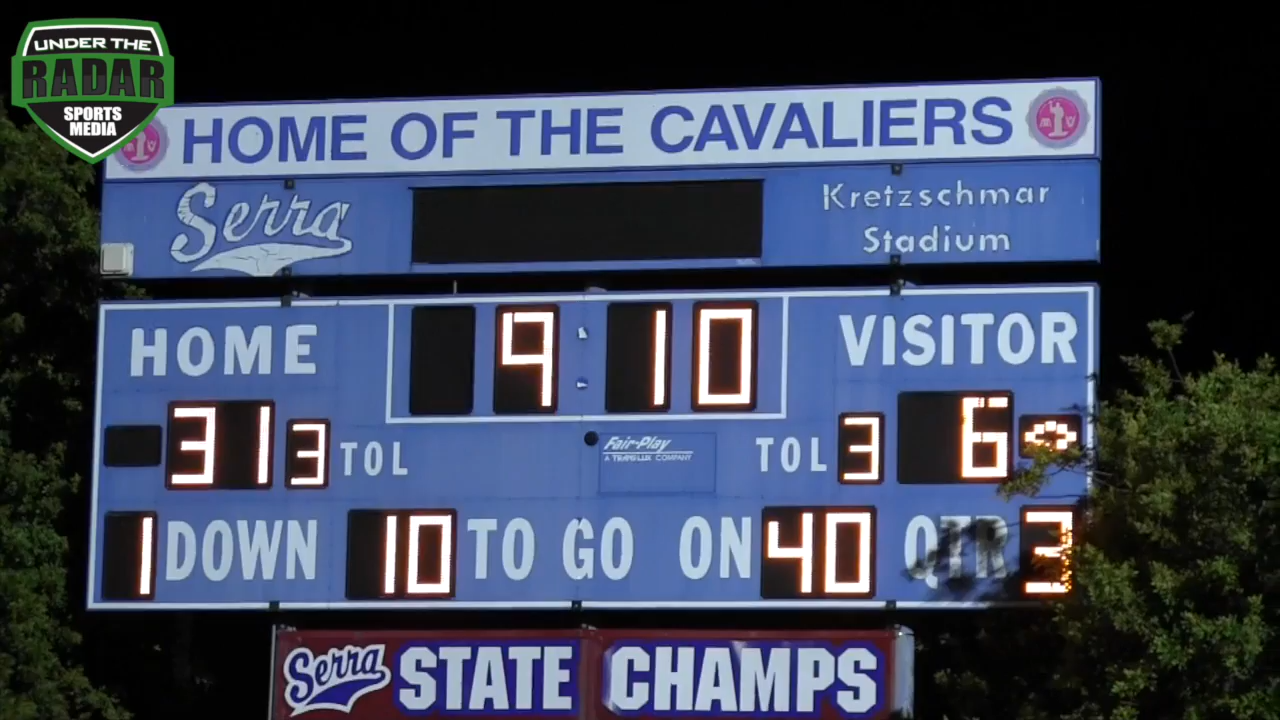 UNDER THE
RADAR
SPORTS
MEDIA
HOME OF THE CAVALIERS
Serra
Kretzschmar
Stadium
HOME 9:10 VISITOR
31 3 TOL
Fair-Play
A TRANS-LUX COMPANY
TOL 3 6
1 DOWN 10 TO GO ON 40 QTR 3
Serra STATE CHAMPS